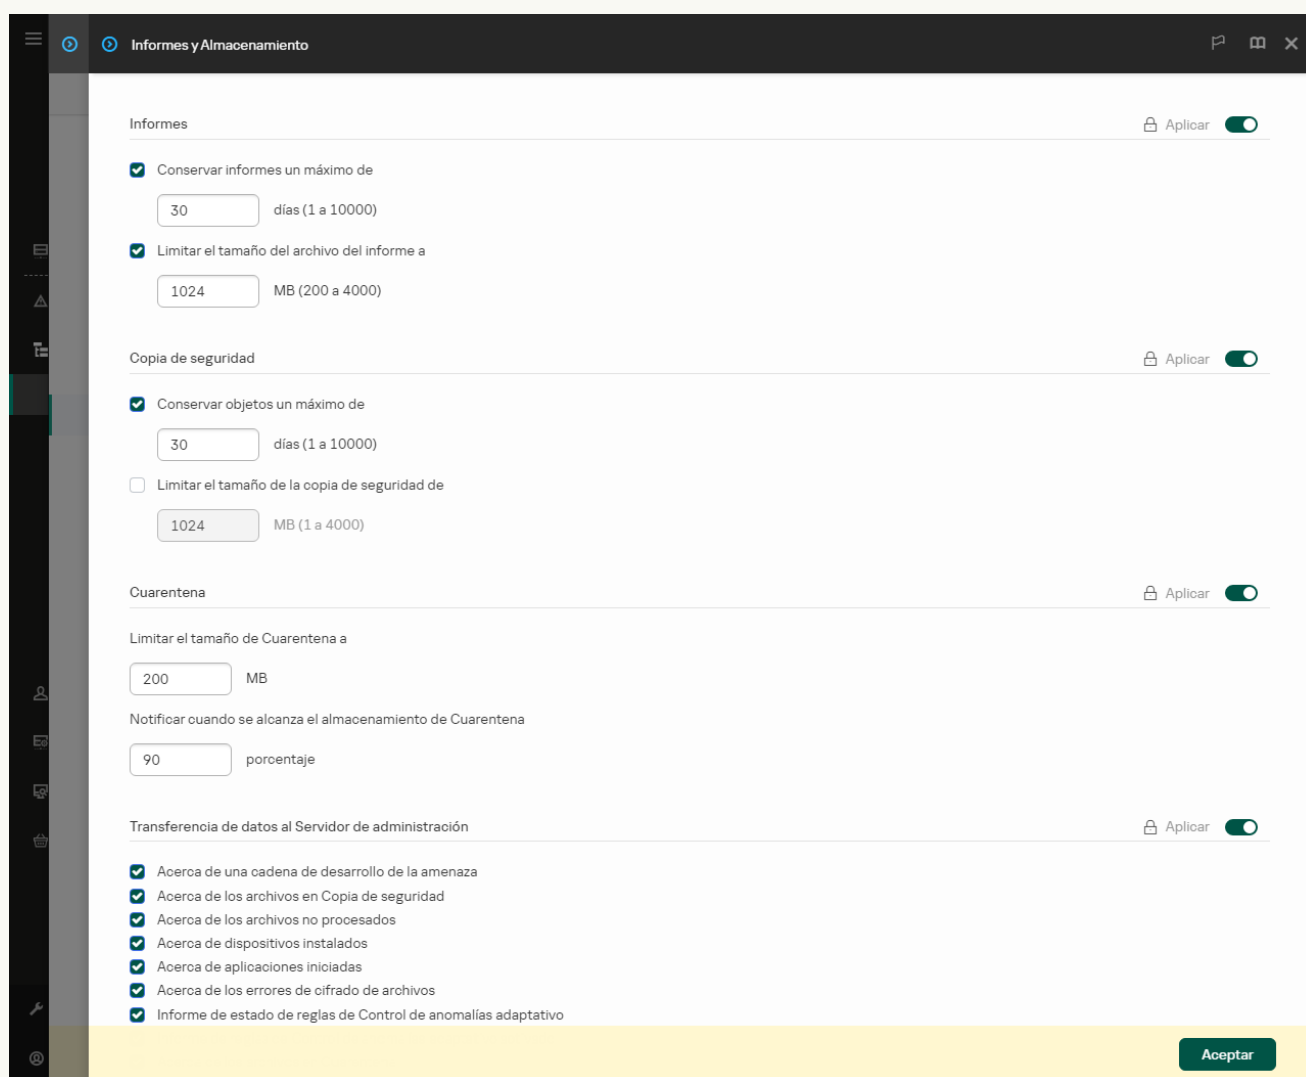 Informes y Almacenamiento
Informes
Aplicar
Conservar informes un máximo de
30 días (1 a 10000)
Limitar el tamaño del archivo del informe a
1024 MB (200 a 4000)
Copia de seguridad
Aplicar
Conservar objetos un máximo de
30 días (1 a 10000)
Limitar el tamaño de la copia de seguridad de
1024 MB (1 a 4000)
Cuarentena
Aplicar
Limitar el tamaño de Cuarentena a
200 MB
Notificar cuando se alcanza el almacenamiento de Cuarentena
90 porcentaje
Transferencia de datos al Servidor de administración
Aplicar
Acerca de una cadena de desarrollo de la amenaza
Acerca de los archivos en Copia de seguridad
Acerca de los archivos no procesados
Acerca de dispositivos instalados
Acerca de aplicaciones iniciadas
Acerca de los errores de cifrado de archivos
Informe de estado de reglas de Control de anomalías adaptativo
Aceptar